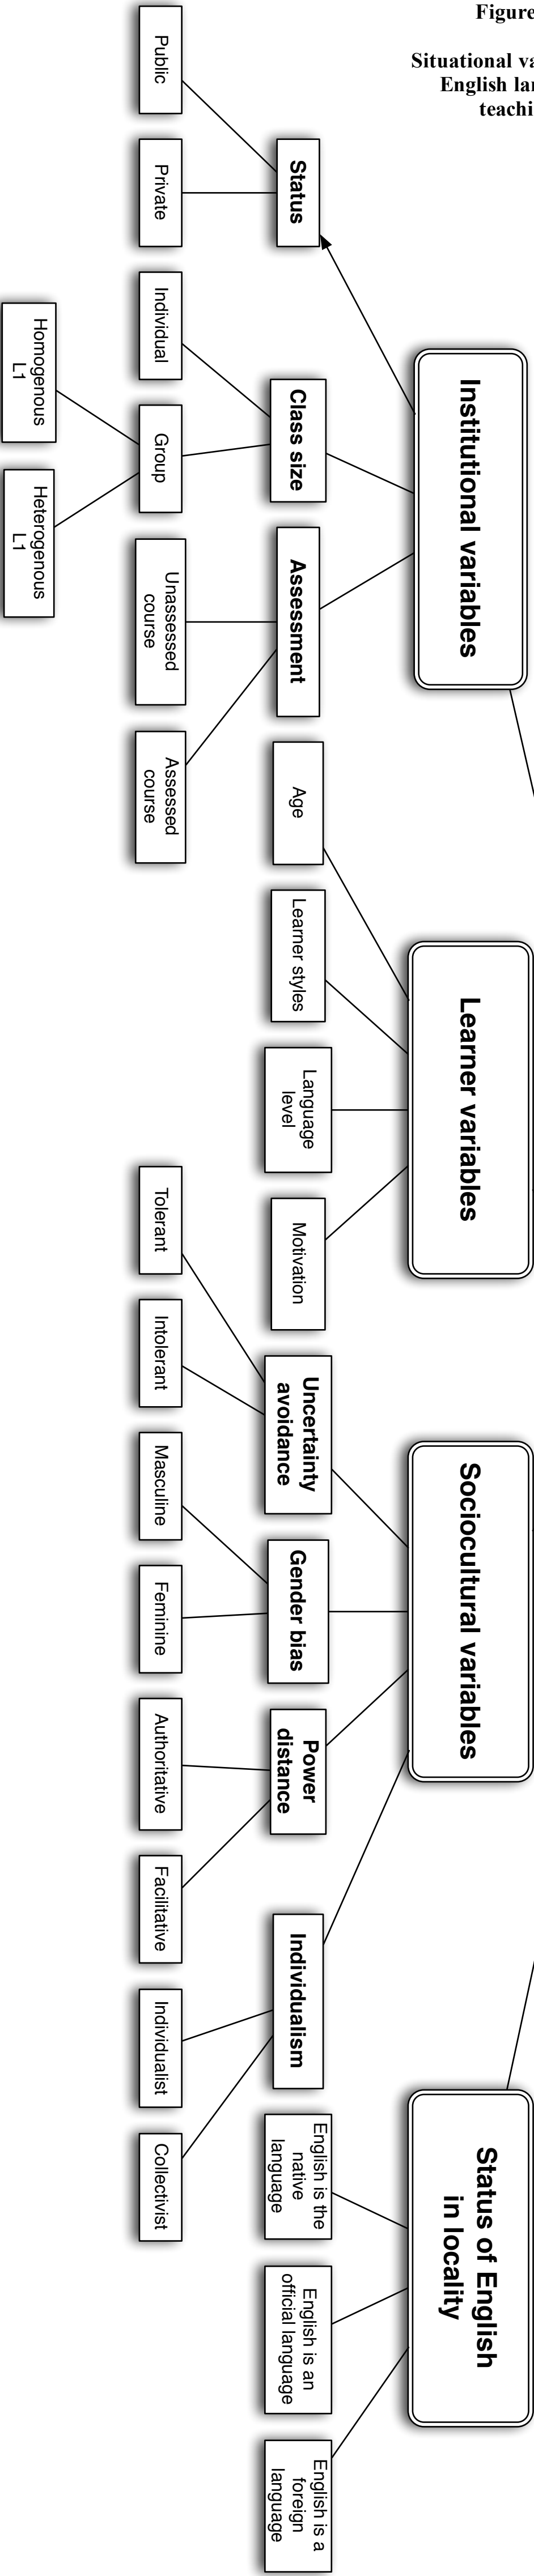 Figure
Situational va
English lan
teachi
Institutional variables
Learner variables
Sociocultural variables
Status of English
in locality
Status
Class size
Assessment
Age
Learner styles
Language
level
Motivation
Uncertainty
avoidance
Gender bias
Power
distance
Individualism
English is the
native
language
English is an
official language
English is a
foreign
language
Public
Private
Individual
Group
Unassessed
course
Assessed
course
Tolerant
Intolerant
Masculine
Feminine
Authoritative
Facilitative
Individualist
Collectivist
Homogenous
L1
Heterogenous
L1